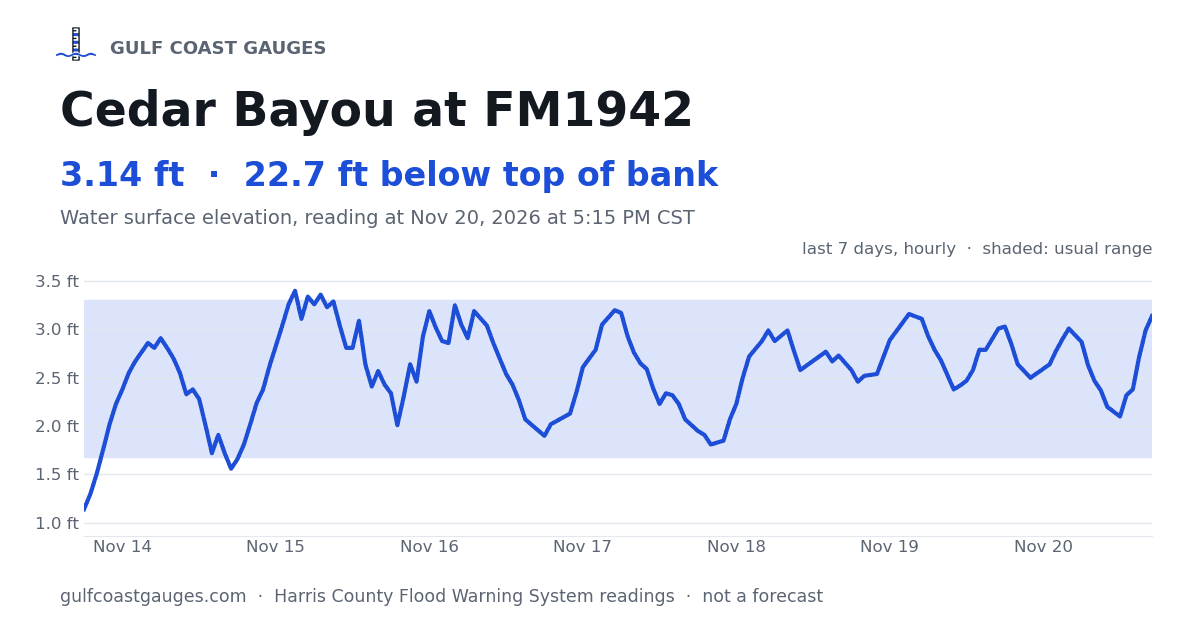 GULF COAST GAUGES
Cedar Bayou at FM1942
3.14 ft · 22.7 ft below top of bank
Water surface elevation, reading at Nov 20, 2026 at 5:15 PM CST
last 7 days, hourly · shaded: usual range
3.5 ft
3.0 ft
2.5 ft
2.0 ft
1.5 ft
1.0 ft
Nov 14 Nov 15 Nov 16 Nov 17 Nov 18 Nov 19 Nov 20
gulfcoastgauges.com · Harris County Flood Warning System readings · not a forecast